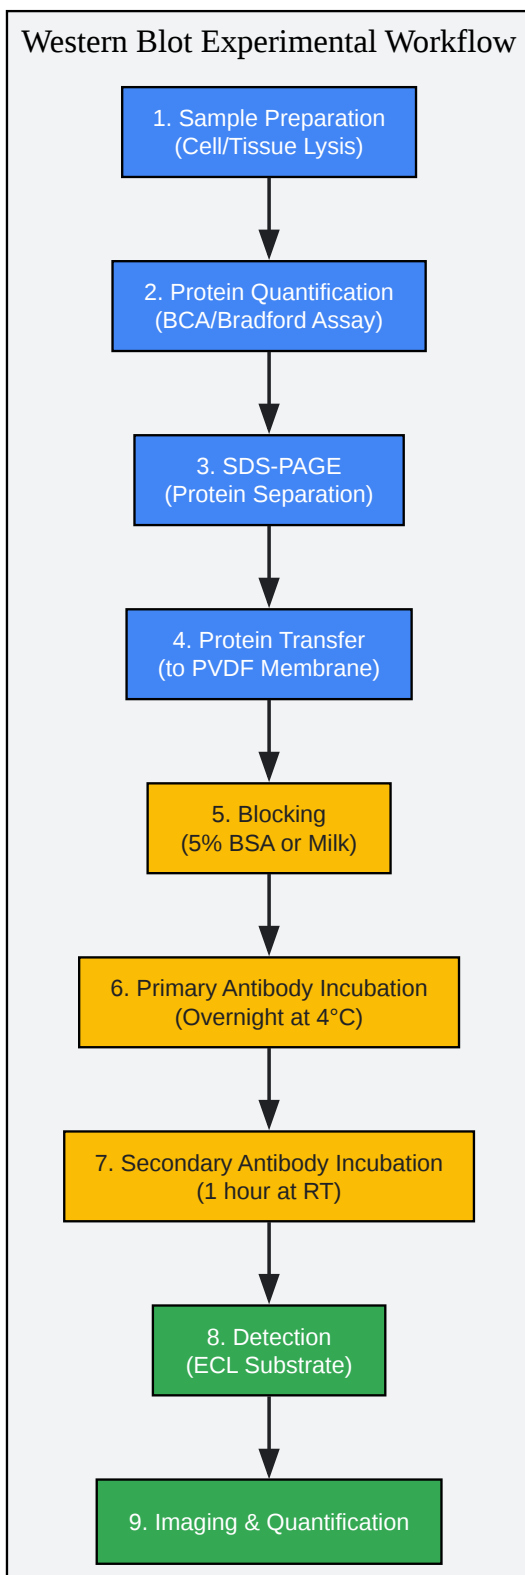 Western Blot Experimental Workflow
1. Sample Preparation
(Cell/Tissue Lysis)
2. Protein Quantification
(BCA/Bradford Assay)
3. SDS-PAGE
(Protein Separation)
4. Protein Transfer
(to PVDF Membrane)
5. Blocking
(5% BSA or Milk)
6. Primary Antibody Incubation
(Overnight at 4°C)
7. Secondary Antibody Incubation
(1 hour at RT)
8. Detection
(ECL Substrate)
9. Imaging & Quantification